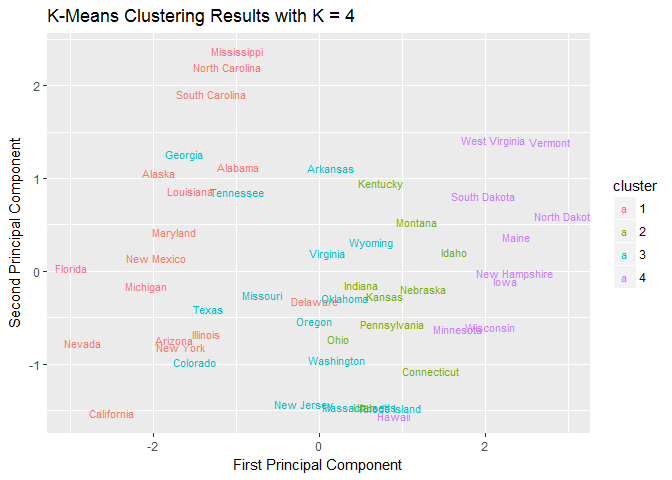 K-Means Clustering Results with K = 4
Mississippi
North Carolina
South Carolina
West Virginia Vermont
Georgia
Alabama
Arkansas
Alaska
Kentucky
Louisiana
Tennessee
South Dakota
North Dakot
Montana
Maryland
Maine
Wyoming
Virginia
Idaho
New Mexico
Florida
New Hampshire
Iowa
Michigan
Indiana
Nebraska
Missouri
Delaware
Oklahoma
Kansas
Texas
Oregon
Pennsylvania
Minnesota
Wisconsin
Illinois
Arizona
Nevada
New York
Ohio
Colorado
Washington
Connecticut
New Jersey
Rhode Island
California
Hawaii
2
1
0
-1
-2
0
2
First Principal Component
Second Principal Component
cluster
a 1
a 2
a 3
a 4